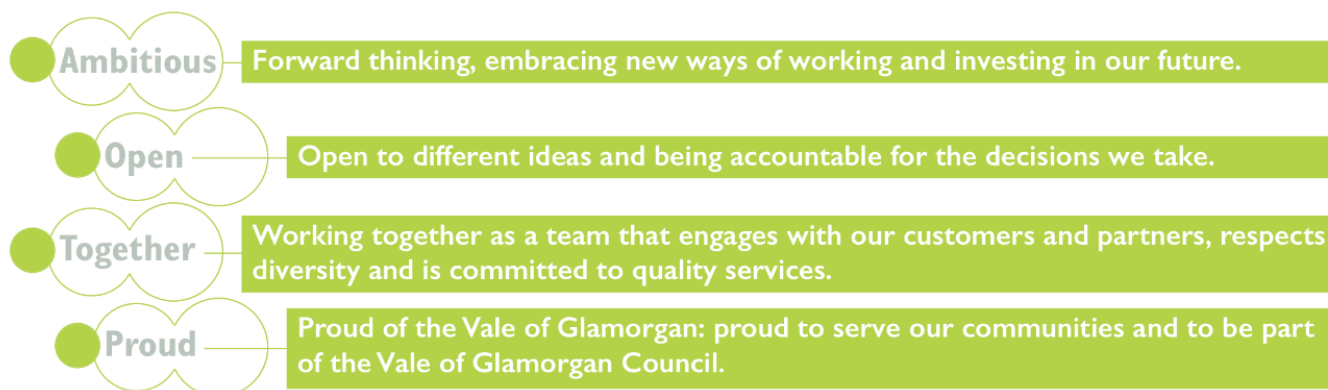 Ambitious
Forward thinking, embracing new ways of working and investing in our future.
Open
Open to different ideas and being accountable for the decisions we take.
Together
Working together as a team that engages with our customers and partners, respects
diversity and is committed to quality services.
Proud
Proud of the Vale of Glamorgan: proud to serve our communities and to be part
of the Vale of Glamorgan Council.